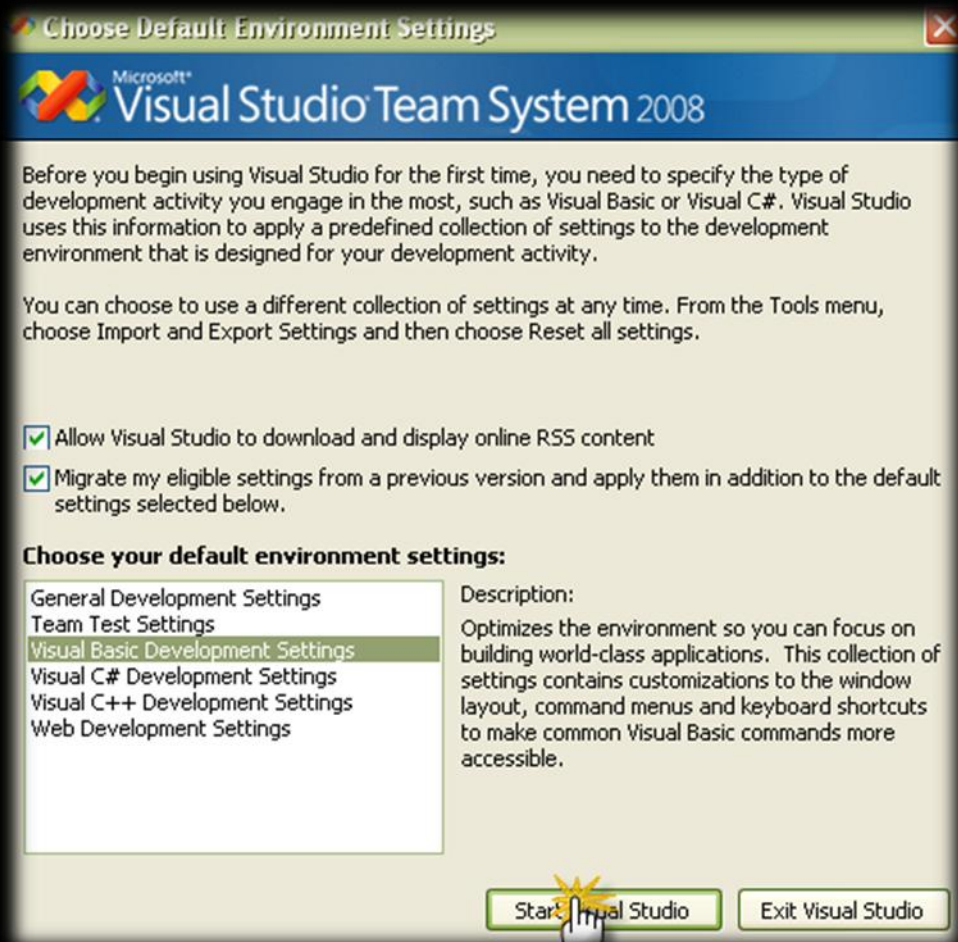 Choose Default Environment Settings
Microsoft®
Visual Studio Team System 2008
Before you begin using Visual Studio for the first time, you need to specify the type of
development activity you engage in the most, such as Visual Basic or Visual C#. Visual Studio
uses this information to apply a predefined collection of settings to the development
environment that is designed for your development activity.
You can choose to use a different collection of settings at any time. From the Tools menu,
choose Import and Export Settings and then choose Reset all settings.
Allow Visual Studio to download and display online RSS content
Migrate my eligible settings from a previous version and apply them in addition to the default
settings selected below.
Choose your default environment settings:
General Development Settings
Team Test Settings
Visual Basic Development Settings
Visual C# Development Settings
Visual C++ Development Settings
Web Development Settings
Description:
Optimizes the environment so you can focus on
building world-class applications. This collection of
settings contains customizations to the window
layout, command menus and keyboard shortcuts
to make common Visual Basic commands more
accessible.
Start Visual Studio
Exit Visual Studio